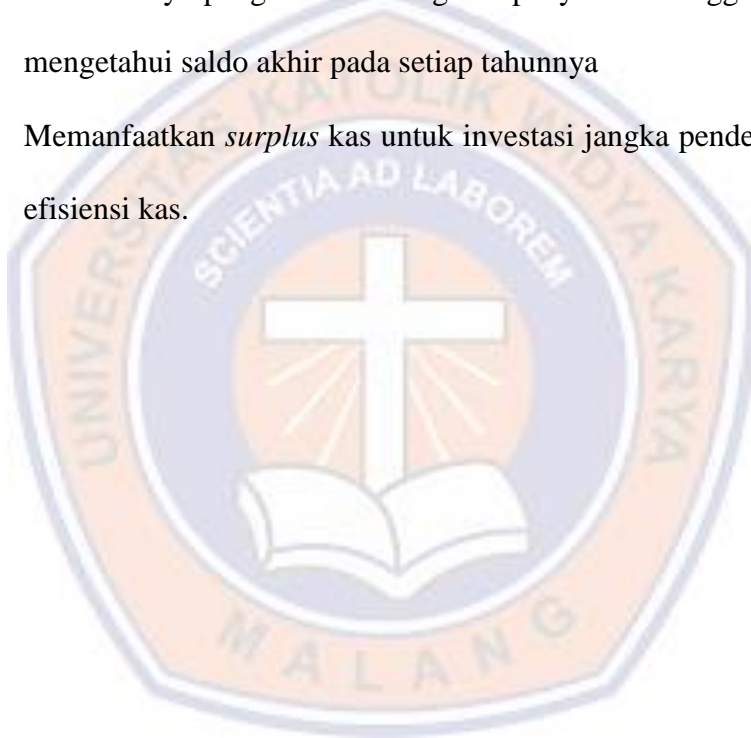 mengetahui saldo akhir pada setiap tahunnya
Memanfaatkan surplus kas untuk investasi jangka
efisiensi kas.
UNIVERSITAS KATOLIK WIDYA KARYA
SCIENTIA AD LABOREM
MALANG